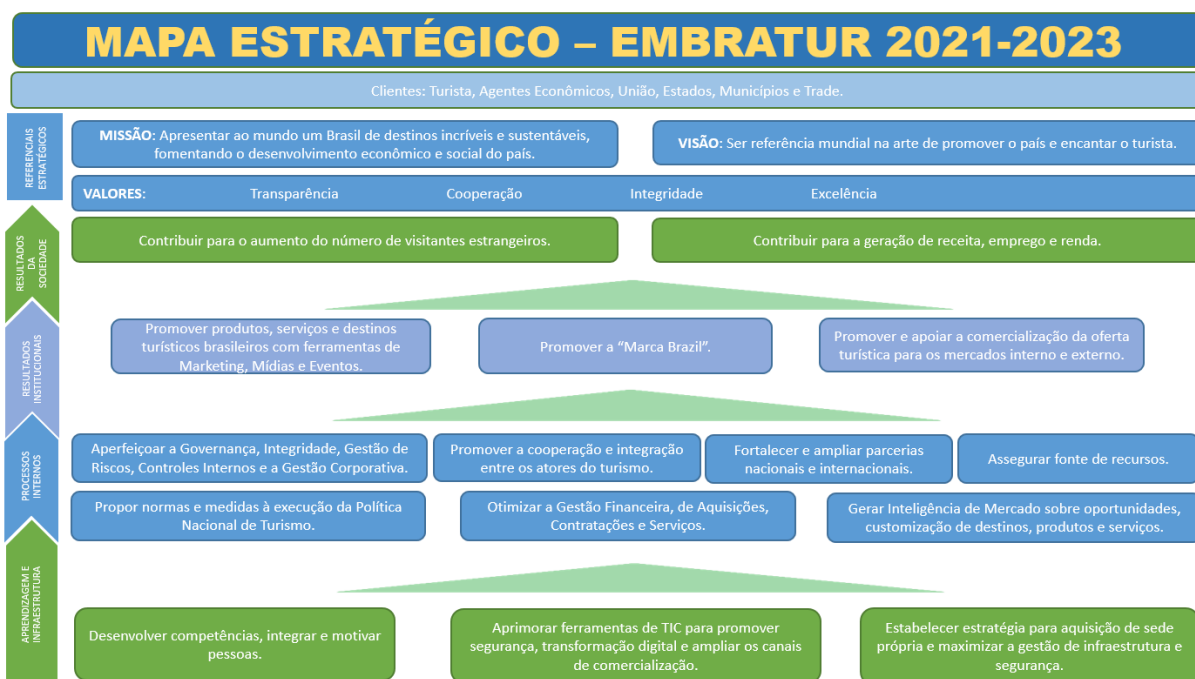 MAPA ESTRATÉGICO – EMBRATUR 2021-2023
Clientes: Turista, Agentes Econômicos, União, Estados, Municípios e Trade.
REFERENCIAIS
ESTRATÉGICOS
MISSÃO: Apresentar ao mundo um Brasil de destinos incríveis e sustentáveis,
fomentando o desenvolvimento econômico e social do país.
VISÃO: Ser referência mundial na arte de promover o país e encantar o turista.
VALORES: Transparência Cooperação Integridade Excelência
RESULTADOS
DA
SOCIEDADE
Contribuir para o aumento do número de visitantes estrangeiros.
Contribuir para a geração de receita, emprego e renda.
RESULTADOS
INSTITUCIONAIS
Promover produtos, serviços e destinos
turísticos brasileiros com ferramentas de
Marketing, Mídias e Eventos.
Promover a “Marca Brazil”.
Promover e apoiar a comercialização da oferta
turística para os mercados interno e externo.
PROCESSOS
INTERNOS
Aperfeiçoar a Governança, Integridade, Gestão de
Riscos, Controles Internos e a Gestão Corporativa.
Promover a cooperação e integração
entre os atores do turismo.
Fortalecer e ampliar parcerias
nacionais e internacionais.
Assegurar fonte de recursos.
Propor normas e medidas à execução da Política
Nacional de Turismo.
Otimizar a Gestão Financeira, de Aquisições,
Contratações e Serviços.
Gerar Inteligência de Mercado sobre oportunidades,
customização de destinos, produtos e serviços.
APRENDIZAGEM E
INFRAESTRUTURA
Desenvolver competências, integrar e motivar
pessoas.
Aprimorar ferramentas de TIC para promover
segurança, transformação digital e ampliar os canais
de comercialização.
Estabelecer estratégia para aquisição de sede
própria e maximizar a gestão de infraestrutura e
segurança.